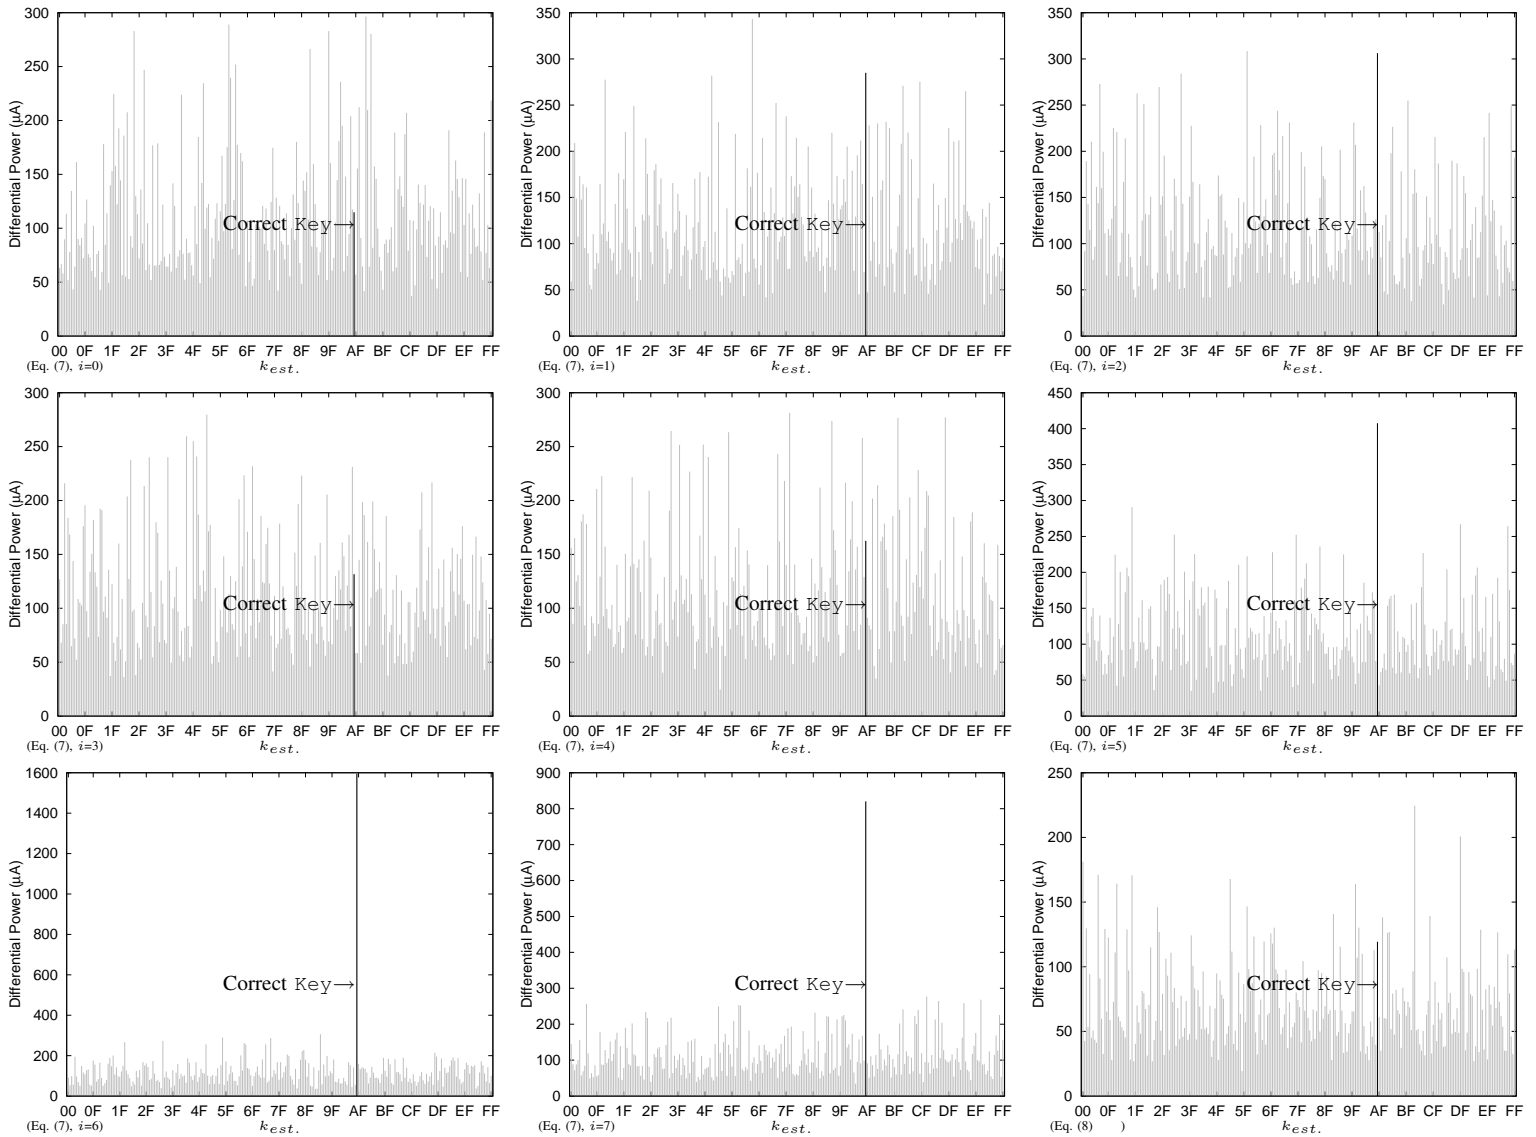 300
250
200
150
100
50
0
Differential Power (µA)
Correct Key→
00 0F 1F 2F 3F 4F 5F 6F 7F 8F 9F AF BF CF DF EF FF
(Eq. (7), i=0)
k_est.
350
300
250
200
150
100
50
0
Differential Power (µA)
Correct Key→
00 0F 1F 2F 3F 4F 5F 6F 7F 8F 9F AF BF CF DF EF FF
(Eq. (7), i=1)
k_est.
350
300
250
200
150
100
50
0
Differential Power (µA)
Correct Key→
00 0F 1F 2F 3F 4F 5F 6F 7F 8F 9F AF BF CF DF EF FF
(Eq. (7), i=2)
k_est.
300
250
200
150
100
50
0
Differential Power (µA)
Correct Key→
00 0F 1F 2F 3F 4F 5F 6F 7F 8F 9F AF BF CF DF EF FF
(Eq. (7), i=3)
k_est.
300
250
200
150
100
50
0
Differential Power (µA)
Correct Key→
00 0F 1F 2F 3F 4F 5F 6F 7F 8F 9F AF BF CF DF EF FF
(Eq. (7), i=4)
k_est.
450
400
350
300
250
200
150
100
50
0
Differential Power (µA)
Correct Key→
00 0F 1F 2F 3F 4F 5F 6F 7F 8F 9F AF BF CF DF EF FF
(Eq. (7), i=5)
k_est.
1600
1400
1200
1000
800
600
400
200
0
Differential Power (µA)
Correct Key→
00 0F 1F 2F 3F 4F 5F 6F 7F 8F 9F AF BF CF DF EF FF
(Eq. (7), i=6)
k_est.
900
800
700
600
500
400
300
200
100
0
Differential Power (µA)
Correct Key→
00 0F 1F 2F 3F 4F 5F 6F 7F 8F 9F AF BF CF DF EF FF
(Eq. (7), i=7)
k_est.
250
200
150
100
50
0
Differential Power (µA)
Correct Key→
00 0F 1F 2F 3F 4F 5F 6F 7F 8F 9F AF BF CF DF EF FF
(Eq. (8) )
k_est.